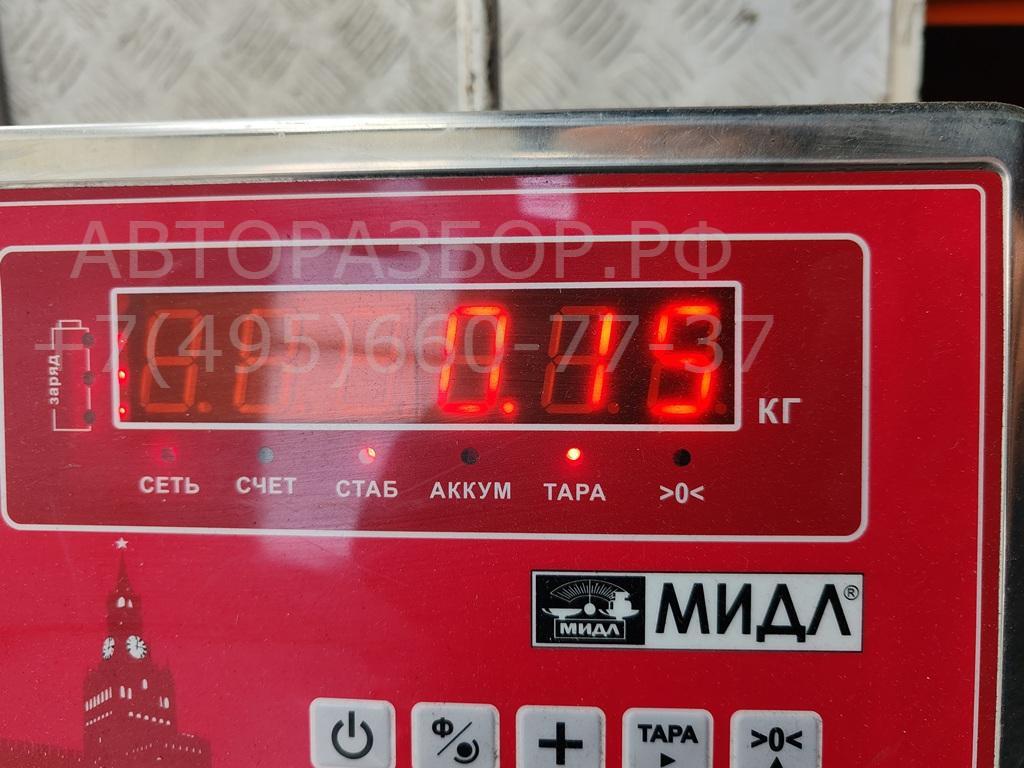 АВТОРАЗБОР.РФ
+7(495)660-77-37
заряд
0.15
КГ
СЕТЬ СЧЕТ СТАБ АККУМ ТАРА >0<
МИДЛ МИДЛ®
Ф/ + ТАРА >0<